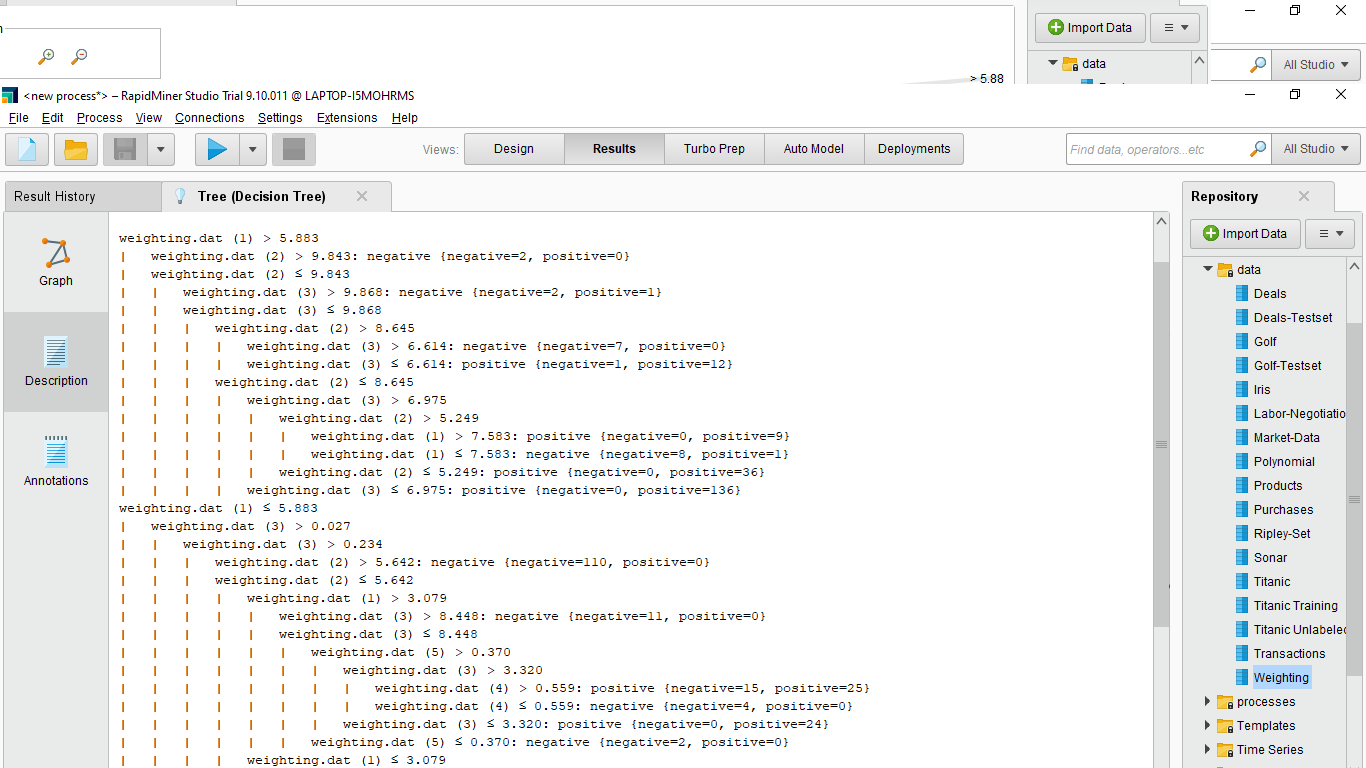 Import Data
data
> 5.88
All Studio
<new process*> – RapidMiner Studio Trial 9.10.011 @ LAPTOP-I5MOHRMS
File Edit Process View Connections Settings Extensions Help
Views: Design Results Turbo Prep Auto Model Deployments Find data, operators...etc All Studio
Result History Tree (Decision Tree)
Graph
Description
Annotations
weighting.dat (1) > 5.883
| weighting.dat (2) > 9.843: negative {negative=2, positive=0}
| weighting.dat (2) ≤ 9.843
| | weighting.dat (3) > 9.868: negative {negative=2, positive=1}
| | weighting.dat (3) ≤ 9.868
| | | weighting.dat (2) > 8.645
| | | | weighting.dat (3) > 6.614: negative {negative=7, positive=0}
| | | | weighting.dat (3) ≤ 6.614: positive {negative=1, positive=12}
| | | weighting.dat (2) ≤ 8.645
| | | | weighting.dat (3) > 6.975
| | | | | weighting.dat (2) > 5.249
| | | | | | weighting.dat (1) > 7.583: positive {negative=0, positive=9}
| | | | | | weighting.dat (1) ≤ 7.583: negative {negative=8, positive=1}
| | | | | weighting.dat (2) ≤ 5.249: positive {negative=0, positive=36}
| | | | weighting.dat (3) ≤ 6.975: positive {negative=0, positive=136}
weighting.dat (1) ≤ 5.883
| weighting.dat (3) > 0.027
| | weighting.dat (3) > 0.234
| | | weighting.dat (2) > 5.642: negative {negative=110, positive=0}
| | | weighting.dat (2) ≤ 5.642
| | | | weighting.dat (1) > 3.079
| | | | | weighting.dat (3) > 8.448: negative {negative=11, positive=0}
| | | | | weighting.dat (3) ≤ 8.448
| | | | | | weighting.dat (5) > 0.370
| | | | | | | weighting.dat (3) > 3.320
| | | | | | | | weighting.dat (4) > 0.559: positive {negative=15, positive=25}
| | | | | | | | weighting.dat (4) ≤ 0.559: negative {negative=4, positive=0}
| | | | | | | weighting.dat (3) ≤ 3.320: positive {negative=0, positive=24}
| | | | | | weighting.dat (5) ≤ 0.370: negative {negative=2, positive=0}
| | | | weighting.dat (1) ≤ 3.079
Repository
Import Data
data
Deals
Deals-Testset
Golf
Golf-Testset
Iris
Labor-Negotiatio
Market-Data
Polynomial
Products
Purchases
Ripley-Set
Sonar
Titanic
Titanic Training
Titanic Unlabeled
Transactions
Weighting
processes
Templates
Time Series